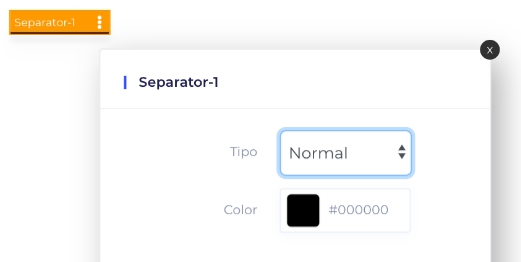 Separator-1
X
Separator-1
Tipo
Normal
Color
#000000